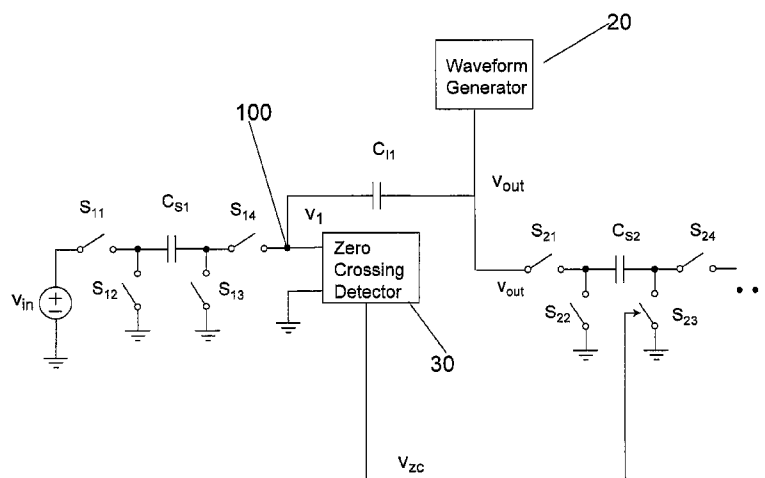 20
Waveform
Generator
100
C_I1
V_out
S_11
C_S1
S_14
V_1
Zero
Crossing
Detector
S_21
C_S2
S_24
V_in
S_12
S_13
V_out
S_22
S_23
30
V_zc